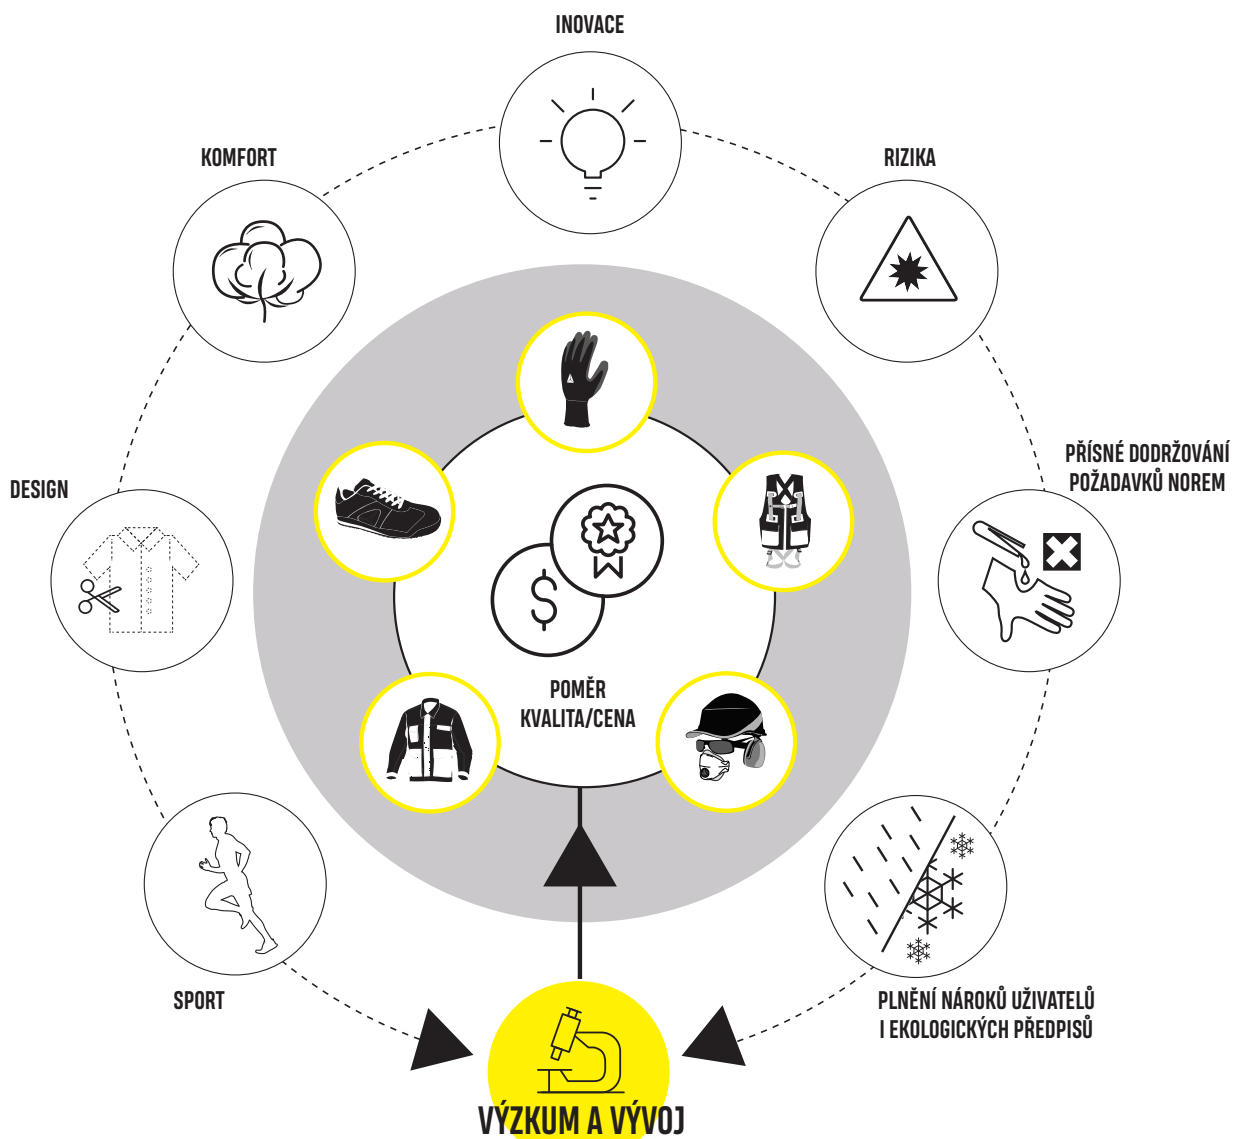 INOVACE
KOMFORT
RIZIKA
PŘÍSNÉ DODRŽOVÁNÍ
POŽADAVKŮ NOREM
DESIGN
$
POMĚR
KVALITA/CENA
SPORT
PLNĚNÍ NÁROKŮ UŽIVATELŮ
I EKOLOGICKÝCH PŘEDPISŮ
VÝZKUM A VÝVOJ